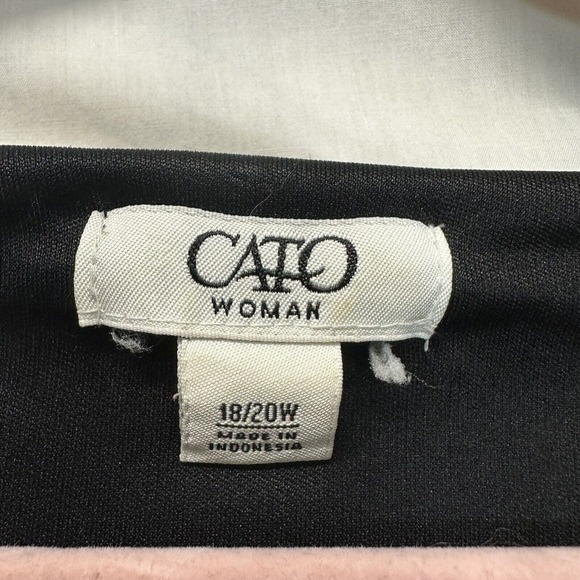 CATO
WOMAN
18/20W
MADE IN
INDONESIA